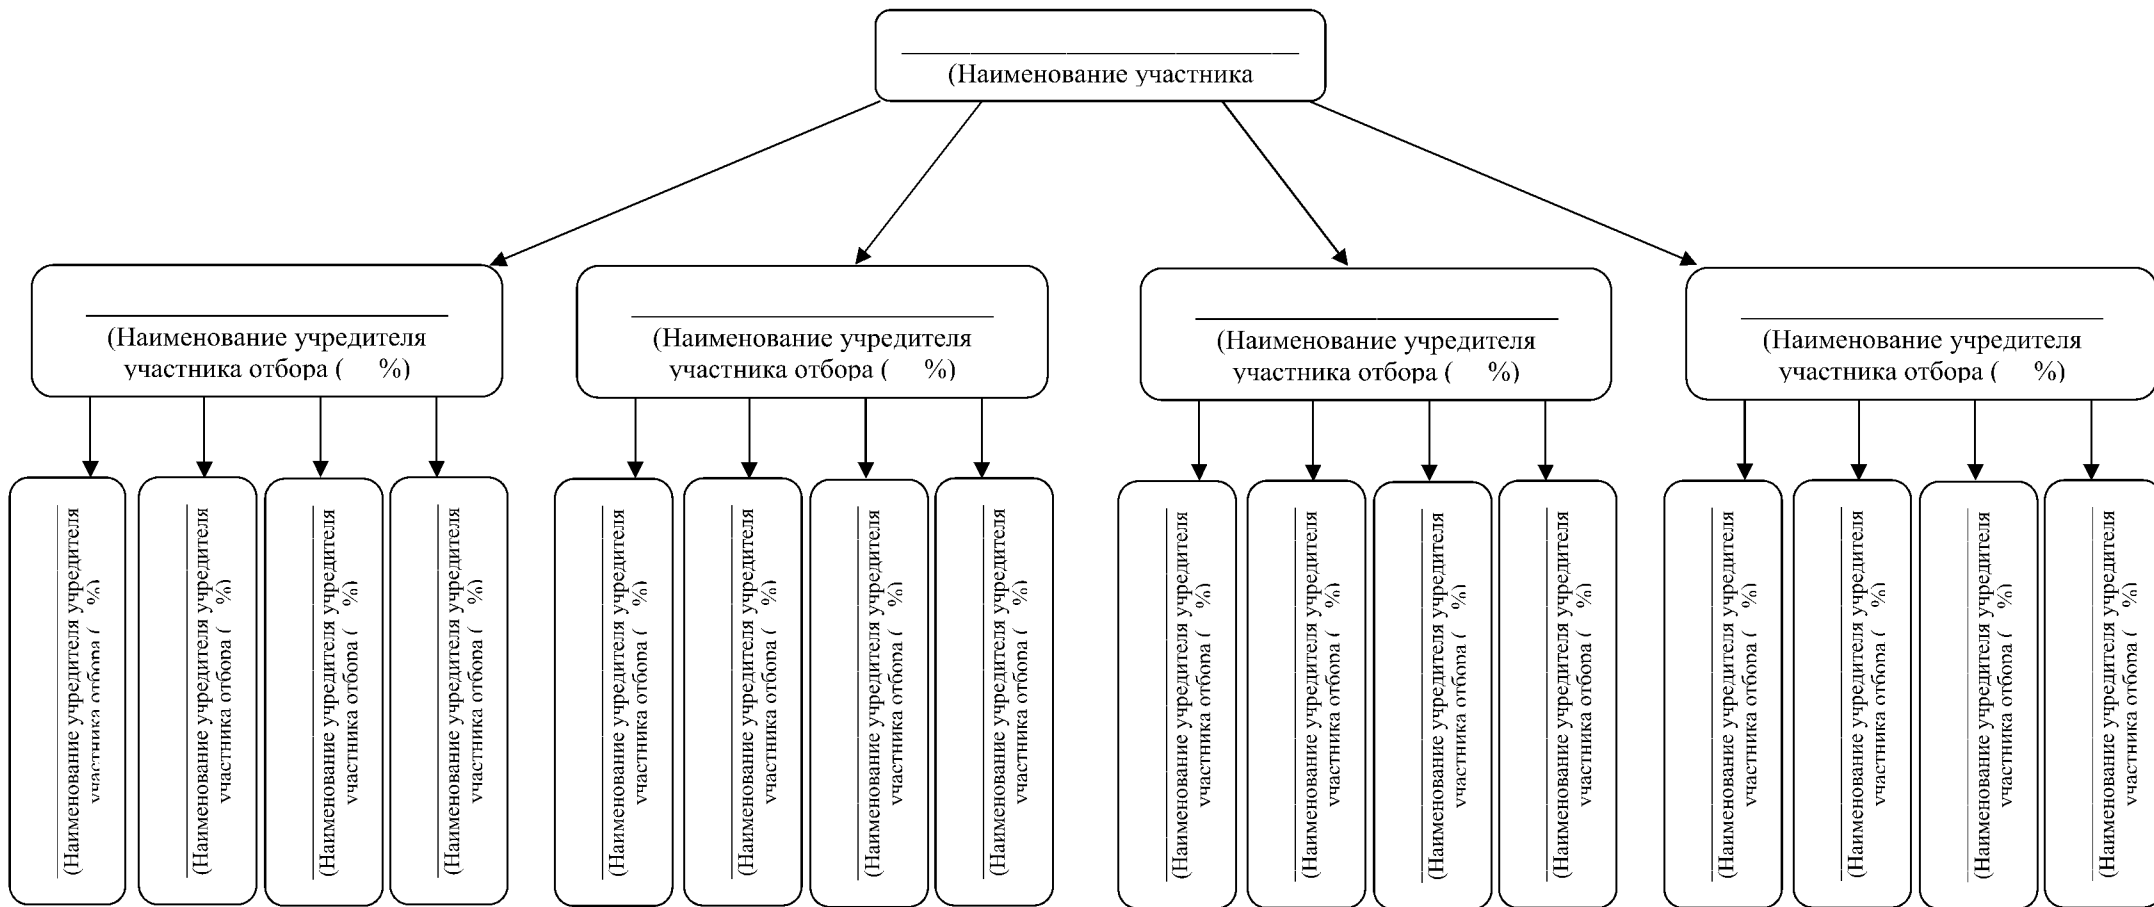 (Наименование участника
(Наименование учредителя
участника отбора ( %)
(Наименование учредителя
участника отбора ( %)
(Наименование учредителя
участника отбора ( %)
(Наименование учредителя
участника отбора ( %)
(Наименование учредителя учредителя
участника отбора ( %)
(Наименование учредителя учредителя
участника отбора ( %)
(Наименование учредителя учредителя
участника отбора ( %)
(Наименование учредителя учредителя
участника отбора ( %)
(Наименование учредителя учредителя
участника отбора ( %)
(Наименование учредителя учредителя
участника отбора ( %)
(Наименование учредителя учредителя
участника отбора ( %)
(Наименование учредителя учредителя
участника отбора ( %)
(Наименование учредителя учредителя
участника отбора ( %)
(Наименование учредителя учредителя
участника отбора ( %)
(Наименование учредителя учредителя
участника отбора ( %)
(Наименование учредителя учредителя
участника отбора ( %)
(Наименование учредителя учредителя
участника отбора ( %)
(Наименование учредителя учредителя
участника отбора ( %)
(Наименование учредителя учредителя
участника отбора ( %)
(Наименование учредителя учредителя
участника отбора ( %)